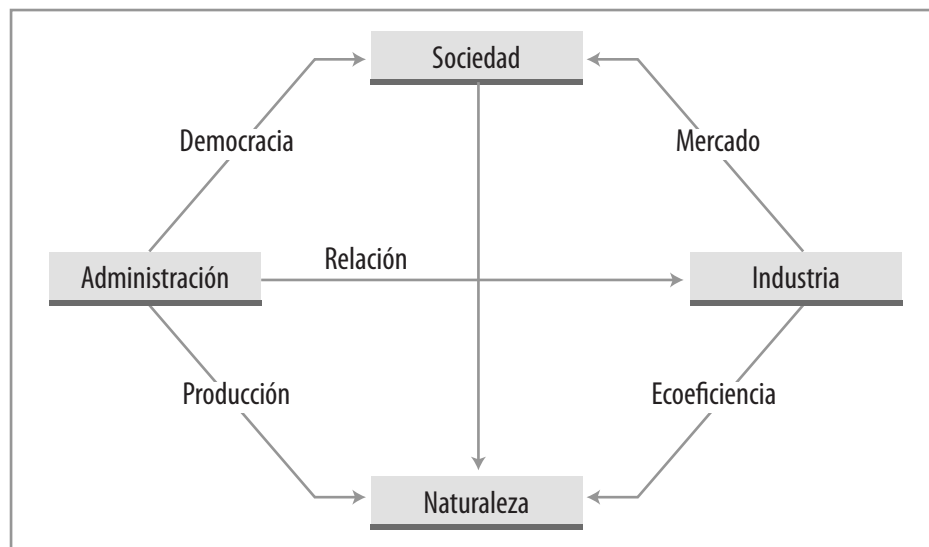 Sociedad
Democracia
Mercado
Relación
Administración
Industria
Producción
Ecoeficiencia
Naturaleza